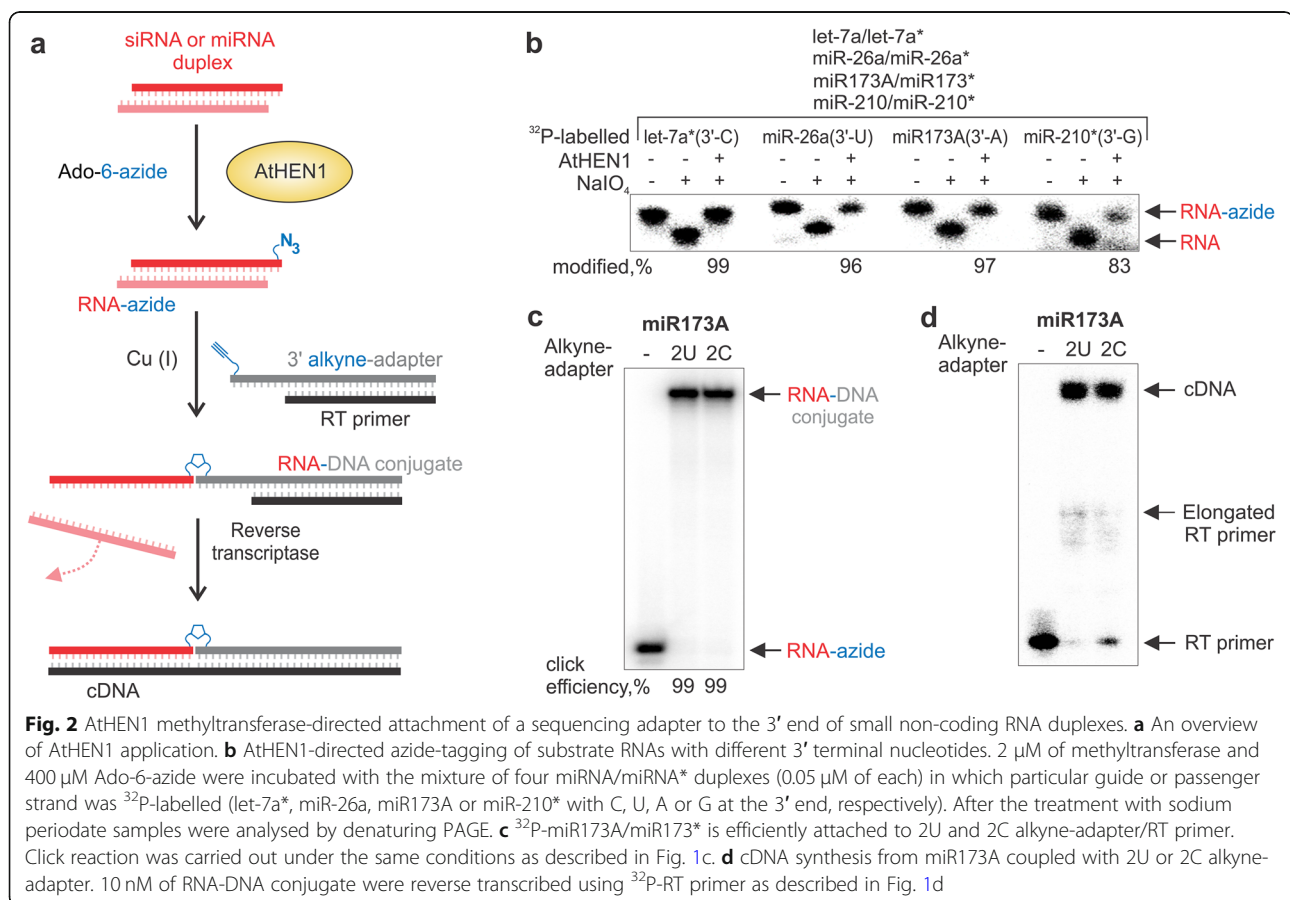 a
siRNA or miRNA
duplex
Ado-6-azide
AtHEN1
N3
RNA-azide
Cu (I)
3' alkyne-adapter
RT primer
RNA-DNA conjugate
Reverse
transcriptase
cDNA
b
let-7a/let-7a*
miR-26a/miR-26a*
miR173A/miR173*
miR-210/miR-210*
32P-labelled let-7a*(3'-C) miR-26a(3'-U) miR173A(3'-A) miR-210*(3'-G)
AtHEN1 - - + - - + - - + - - +
NaIO4 - + + - + + - + + - + +
RNA-azide
RNA
modified,% 99 96 97 83
c
miR173A
Alkyne-
adapter
- 2U 2C
RNA-DNA
conjugate
RNA-azide
click
efficiency,% 99 99
d
miR173A
Alkyne-
adapter
- 2U 2C
cDNA
Elongated
RT primer
RT primer
Fig. 2 AtHEN1 methyltransferase-directed attachment of a sequencing adapter to the 3′ end of small non-coding RNA duplexes. a An overview
of AtHEN1 application. b AtHEN1-directed azide-tagging of substrate RNAs with different 3′ terminal nucleotides. 2 μM of methyltransferase and
400 μM Ado-6-azide were incubated with the mixture of four miRNA/miRNA* duplexes (0.05 μM of each) in which particular guide or passenger
strand was 32P-labelled (let-7a*, miR-26a, miR173A or miR-210* with C, U, A or G at the 3′ end, respectively). After the treatment with sodium
periodate samples were analysed by denaturing PAGE. c 32P-miR173A/miR173* is efficiently attached to 2U and 2C alkyne-adapter/RT primer.
Click reaction was carried out under the same conditions as described in Fig. 1c. d cDNA synthesis from miR173A coupled with 2U or 2C alkyne-
adapter. 10 nM of RNA-DNA conjugate were reverse transcribed using 32P-RT primer as described in Fig. 1d